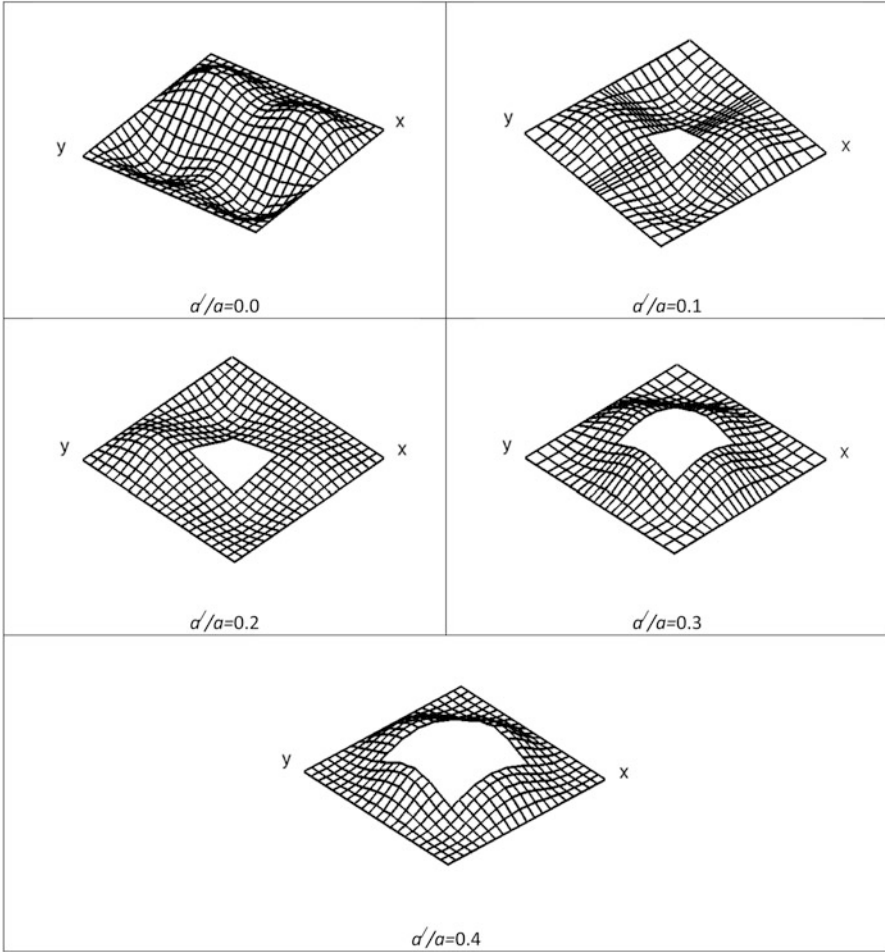 y x
a′/a=0.0
y x
a′/a=0.1
y x
a′/a=0.2
y x
a′/a=0.3
y x
a′/a=0.4